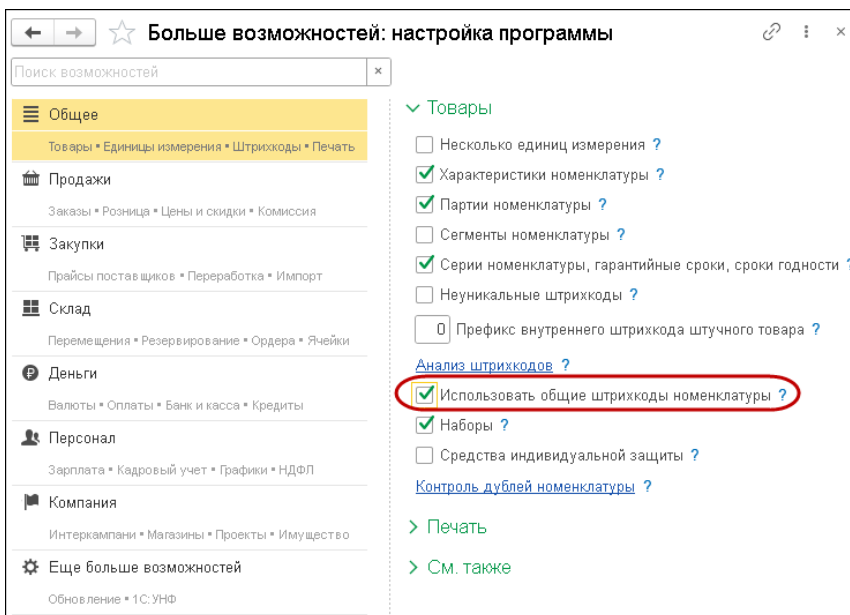 Больше возможностей: настройка программы
Поиск возможностей
Общее
Товары • Единицы измерения • Штрихкоды • Печать
Продажи
Заказы • Розница • Цены и скидки • Комиссия
Закупки
Прайсы поставщиков • Переработка • Импорт
Склад
Перемещения • Резервирование • Ордера • Ячейки
Деньги
Валюты • Оплаты • Банк и касса • Кредиты
Персонал
Зарплата • Кадровый учет • Графики • НДФЛ
Компания
Интеркампани • Магазины • Проекты • Имущество
Еще больше возможностей
Обновление • 1С:УНФ
Товары
Несколько единиц измерения ?
Характеристики номенклатуры ?
Партии номенклатуры ?
Сегменты номенклатуры ?
Серии номенклатуры, гарантийные сроки, сроки годности ?
Неуникальные штрихкоды ?
0 Префикс внутреннего штрихкода штучного товара ?
Анализ штрихкодов ?
Использовать общие штрихкоды номенклатуры ?
Наборы ?
Средства индивидуальной защиты ?
Контроль дублей номенклатуры ?
Печать
См. также